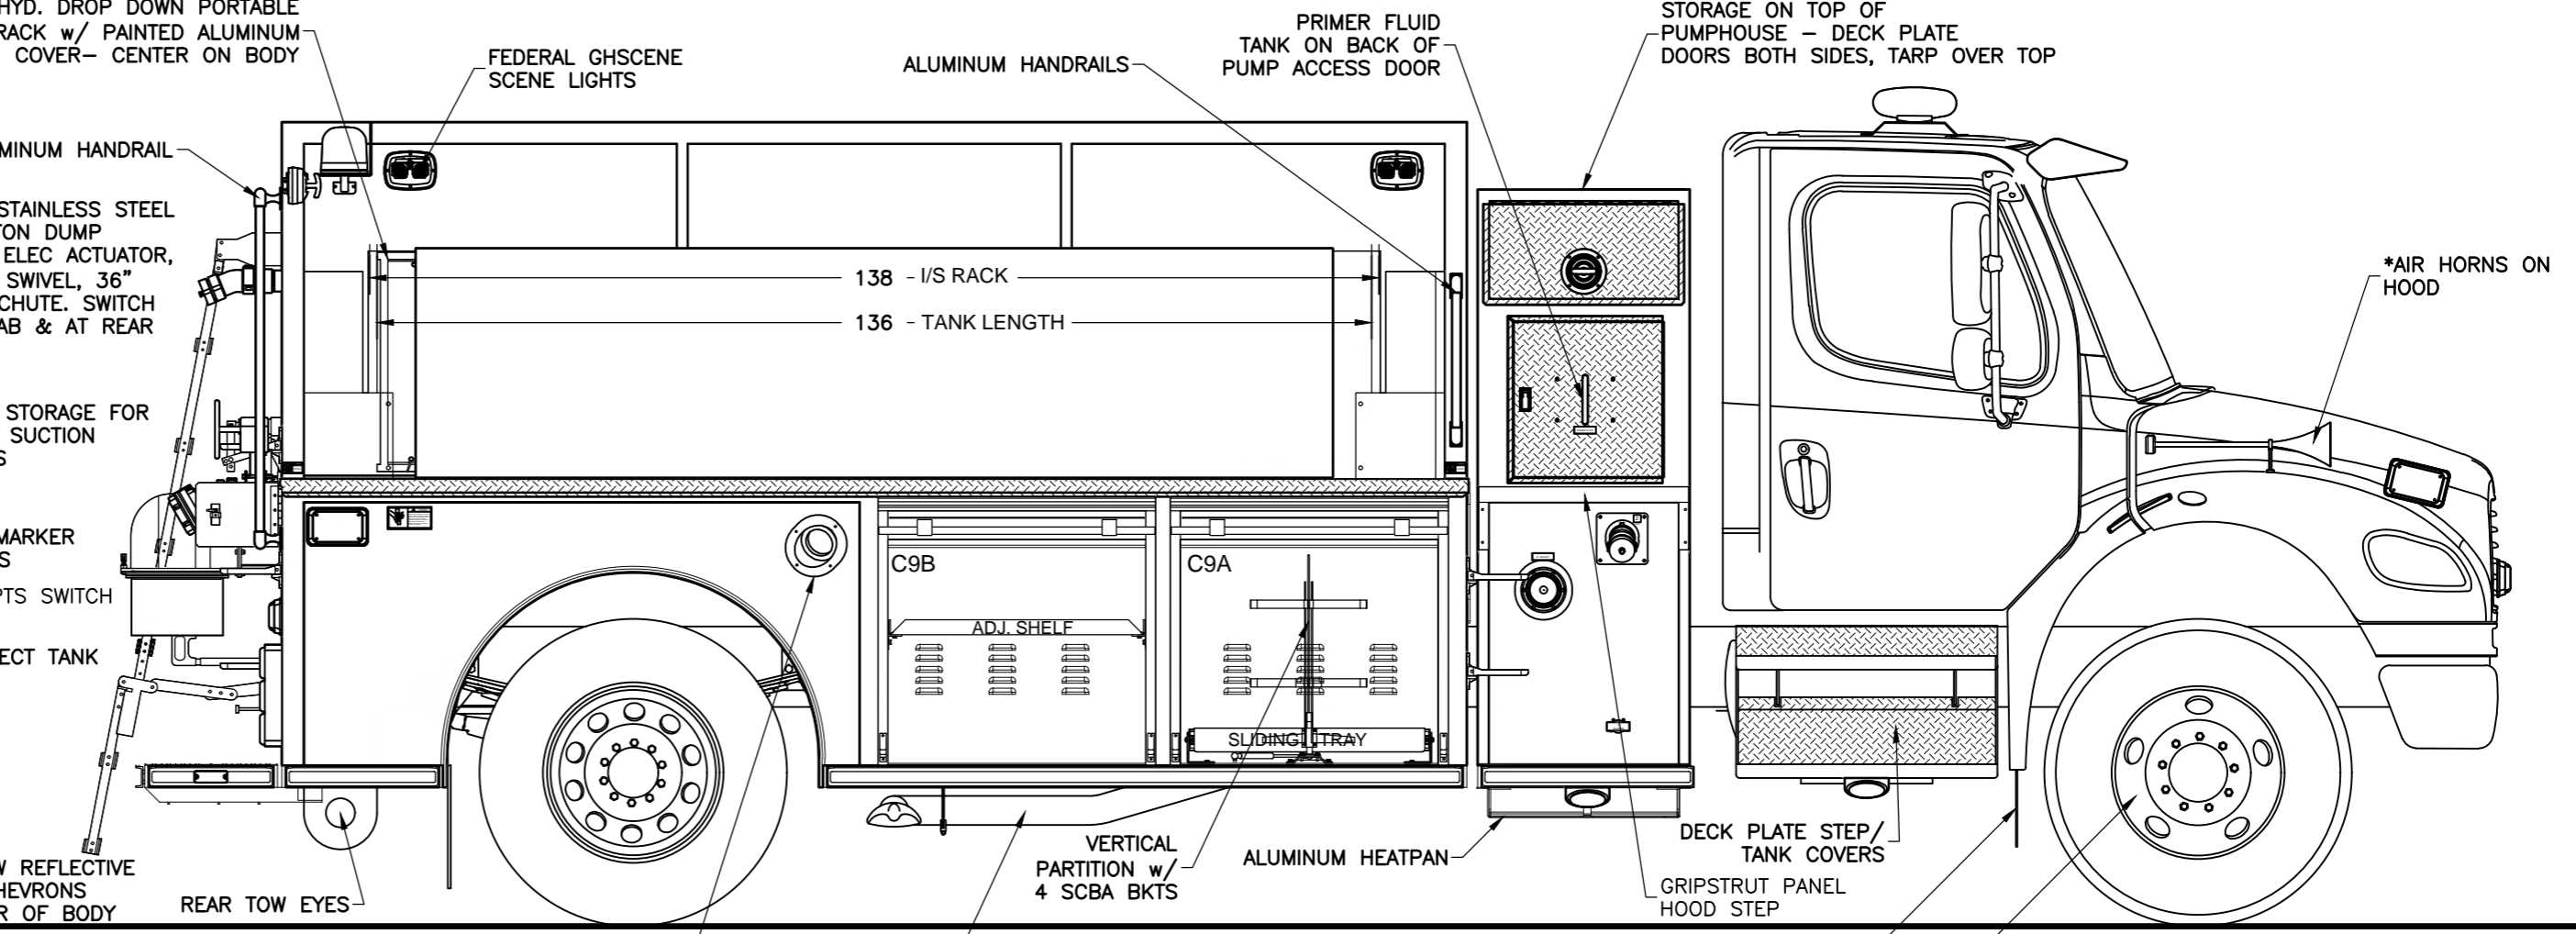 HYD. DROP DOWN PORTABLE
RACK w/ PAINTED ALUMINUM
COVER– CENTER ON BODY
FEDERAL GHSCENE
SCENE LIGHTS
ALUMINUM HANDRAILS
PRIMER FLUID
TANK ON BACK OF
PUMP ACCESS DOOR
STORAGE ON TOP OF
PUMPHOUSE – DECK PLATE
DOORS BOTH SIDES, TARP OVER TOP
MINUM HANDRAIL
STAINLESS STEEL
TON DUMP
ELEC ACTUATOR,
SWIVEL, 36"
CHUTE. SWITCH
AB & AT REAR
138 - I/S RACK
136 - TANK LENGTH
*AIR HORNS ON
HOOD
STORAGE FOR
SUCTION
S
MARKER
S
PTS SWITCH
ECT TANK
C9B
ADJ. SHELF
C9A
SLIDING TRAY
W REFLECTIVE
HEVRONS
R OF BODY
REAR TOW EYES
VERTICAL
PARTITION w/
4 SCBA BKTS
ALUMINUM HEATPAN
DECK PLATE STEP/
TANK COVERS
GRIPSTRUT PANEL
HOOD STEP